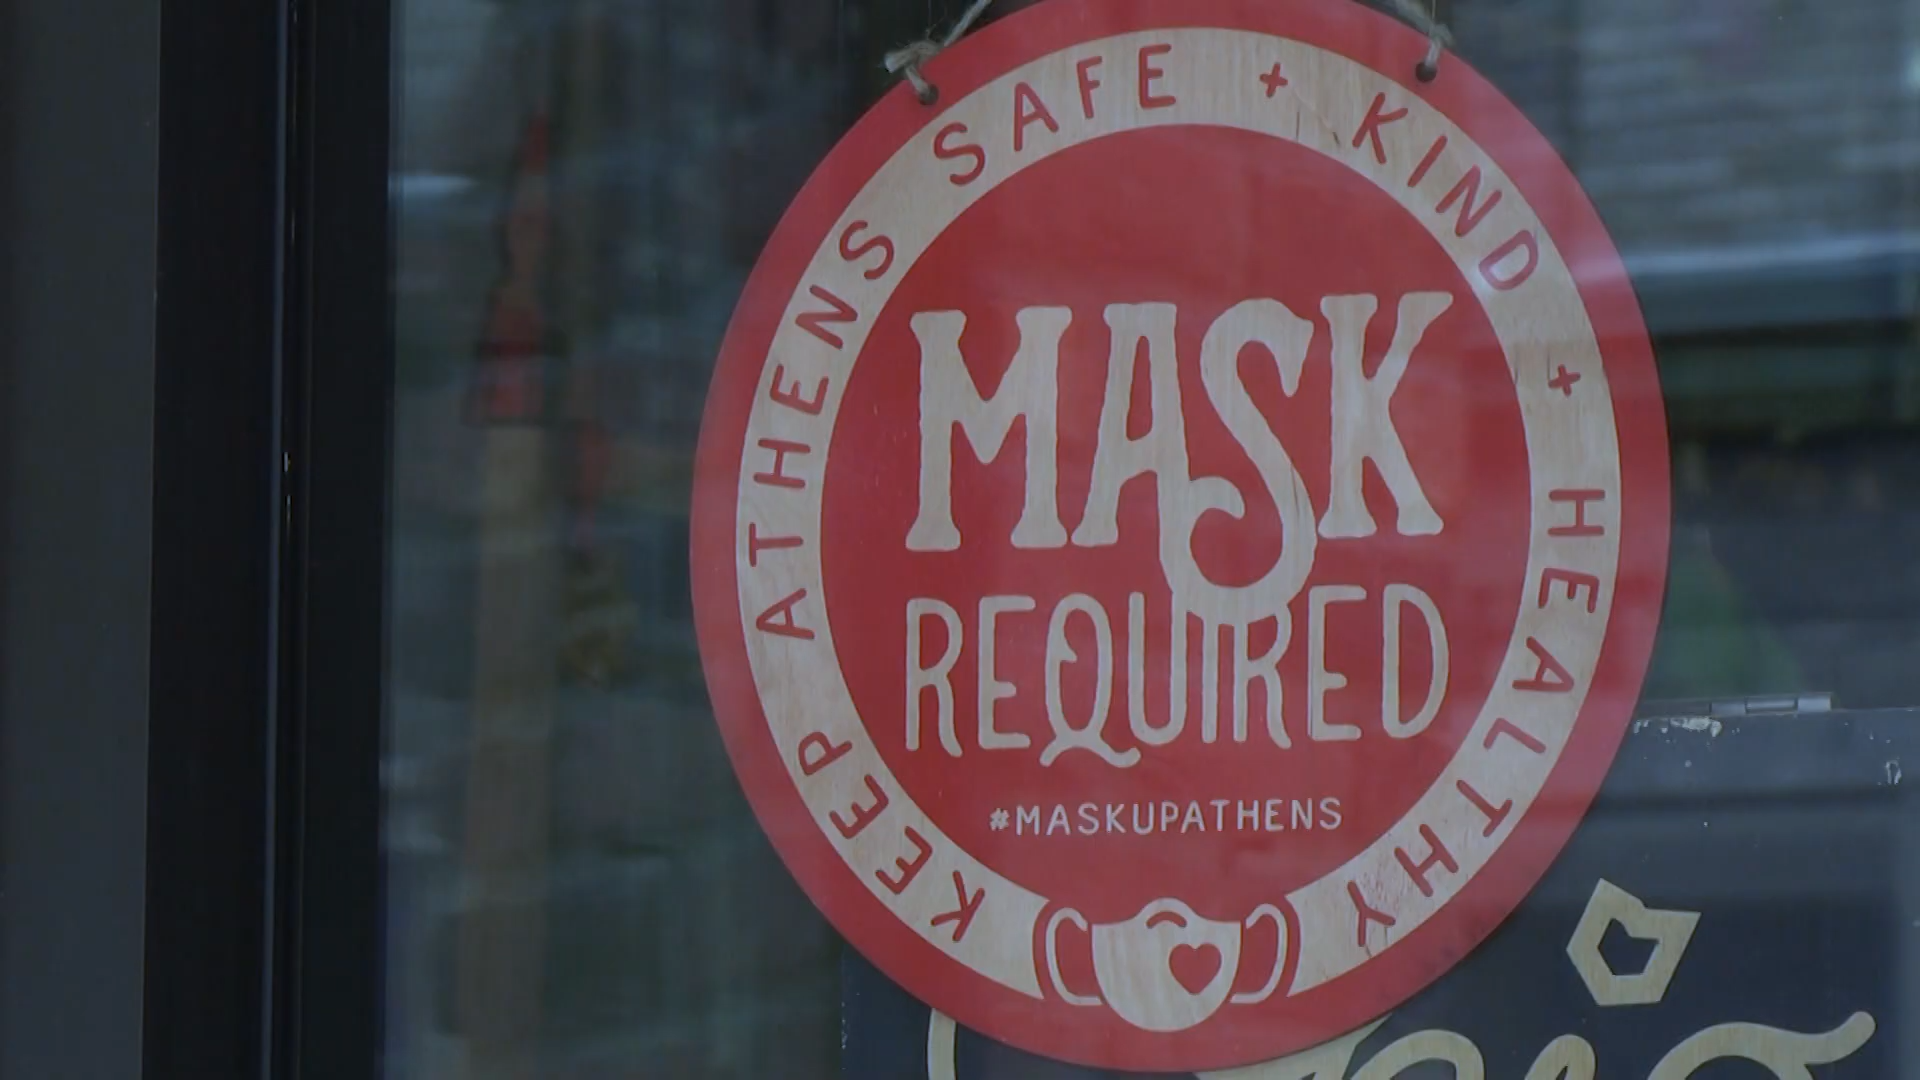 KEEP ATHENS SAFE + KIND + HEALTHY
MASK
REQUIRED
#MASKUPATHENS